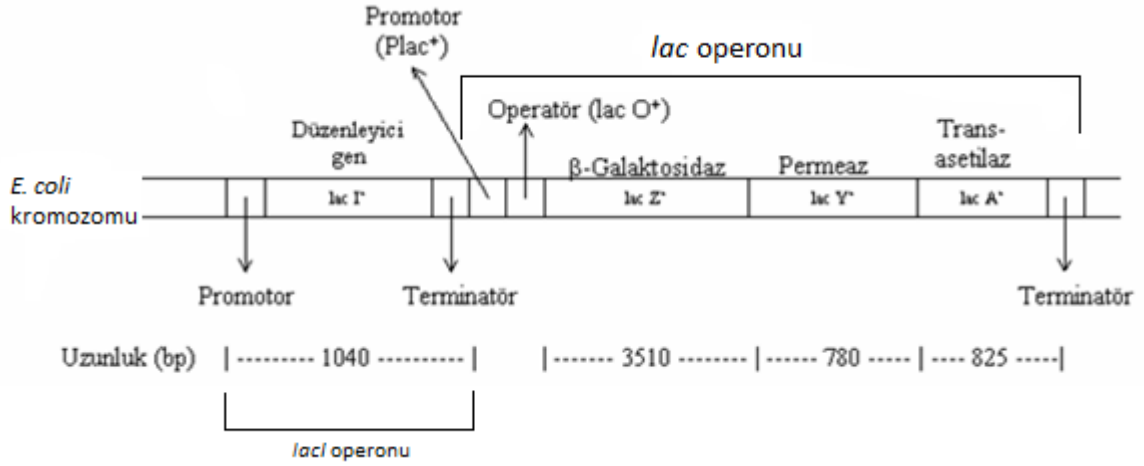 Promotor
(Plac⁺)
lac operonu
Operatör (lac O⁺)
Düzenleyici
gen
Trans-
asetilaz
β-Galaktosidaz
Permeaz
E. coli
kromozomu
lac I⁺
lac Z⁺
lac Y⁺
lac A⁺
Promotor
Terminatör
Terminatör
Uzunluk (bp)
|--------- 1040 ----------|
|------- 3510 --------|------ 780 -----|---- 825 -----|
lacI operonu